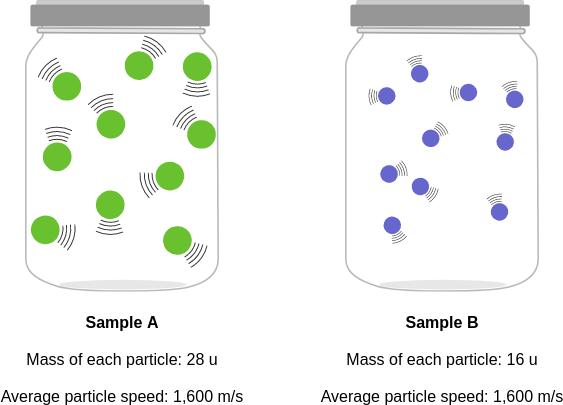 Sample A
Mass of each particle: 28 u
Average particle speed: 1,600 m/s
Sample B
Mass of each particle: 16 u
Average particle speed: 1,600 m/s